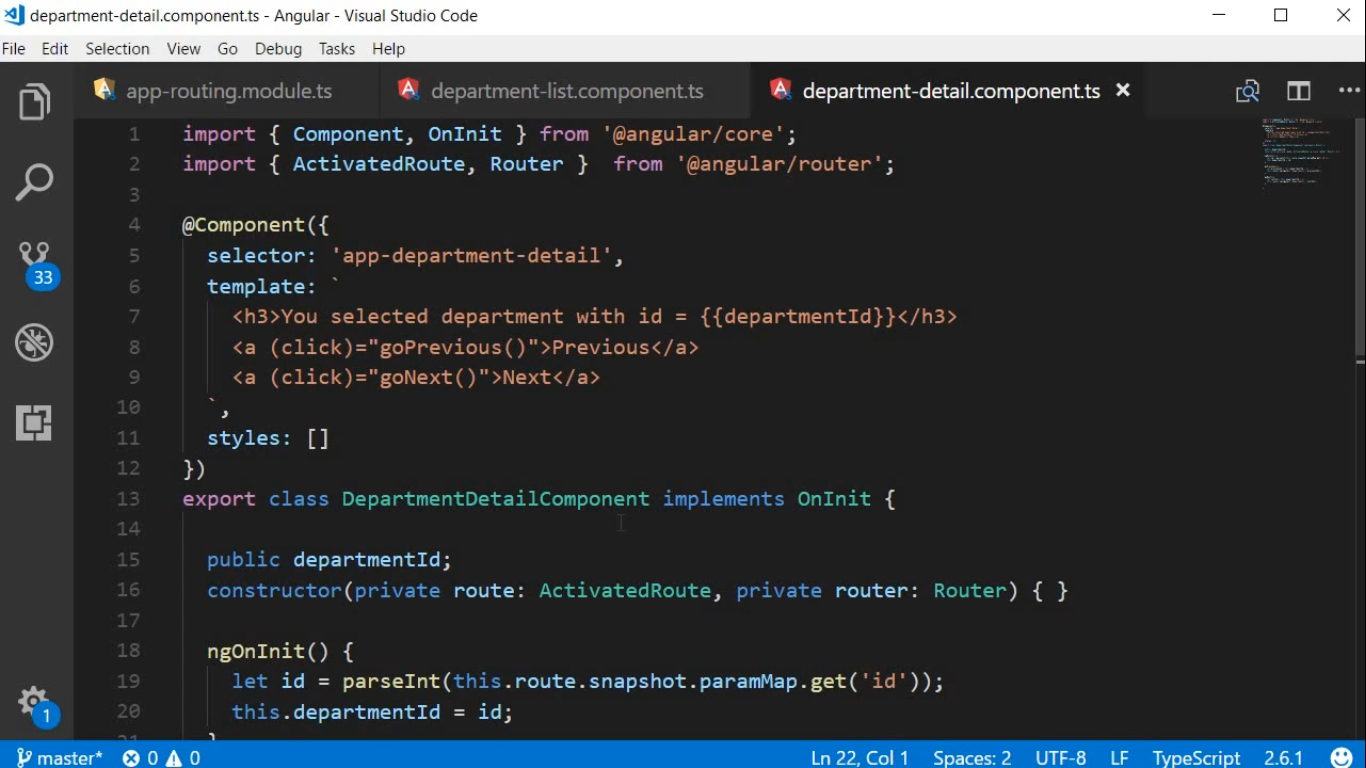 department-detail.component.ts - Angular - Visual Studio Code
File Edit Selection View Go Debug Tasks Help
app-routing.module.ts department-list.component.ts department-detail.component.ts
1 import { Component, OnInit } from '@angular/core';
2 import { ActivatedRoute, Router }  from '@angular/router';
3
4 @Component({
5   selector: 'app-department-detail',
6   template: `
7     <h3>You selected department with id = {{departmentId}}</h3>
8     <a (click)="goPrevious()">Previous</a>
9     <a (click)="goNext()">Next</a>
10   `,
11   styles: []
12 })
13 export class DepartmentDetailComponent implements OnInit {
14
15   public departmentId;
16   constructor(private route: ActivatedRoute, private router: Router) { }
17
18   ngOnInit() {
19     let id = parseInt(this.route.snapshot.paramMap.get('id'));
20     this.departmentId = id;
21   }
33
1
master* 0 0 Ln 22, Col 1 Spaces: 2 UTF-8 LF TypeScript 2.6.1